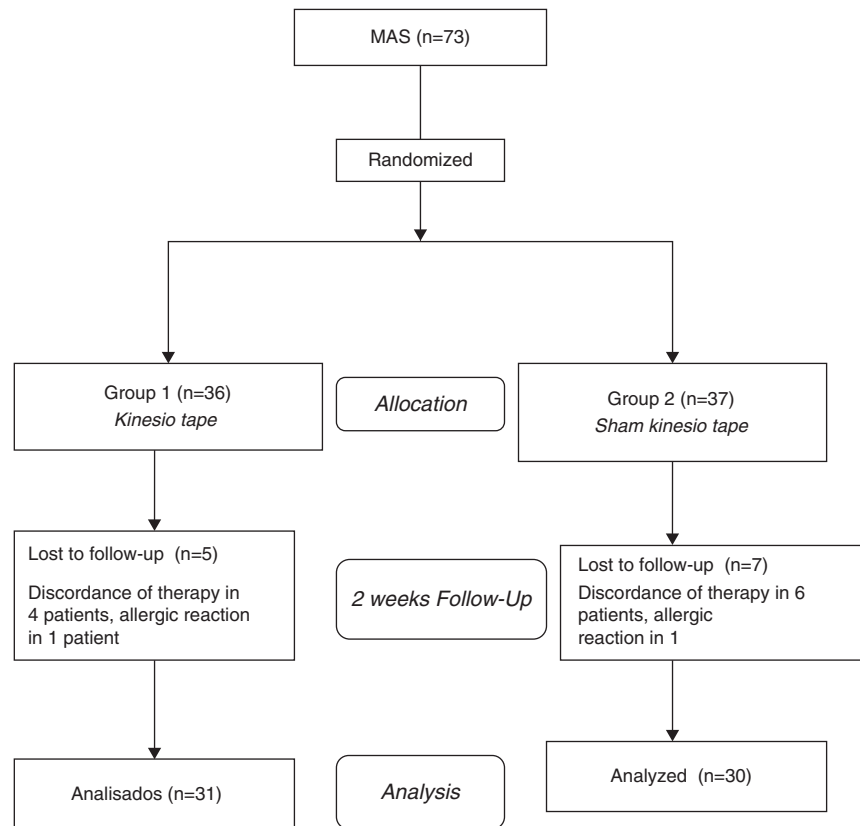 MAS (n=73)
Randomized
Group 1 (n=36)
Kinesio tape
Allocation
Group 2 (n=37)
Sham kinesio tape
Lost to follow-up (n=5)
Discordance of therapy in
4 patients, allergic reaction
in 1 patient
2 weeks Follow-Up
Lost to follow-up (n=7)
Discordance of therapy in 6
patients, allergic
reaction in 1
Analisados (n=31)
Analysis
Analyzed (n=30)